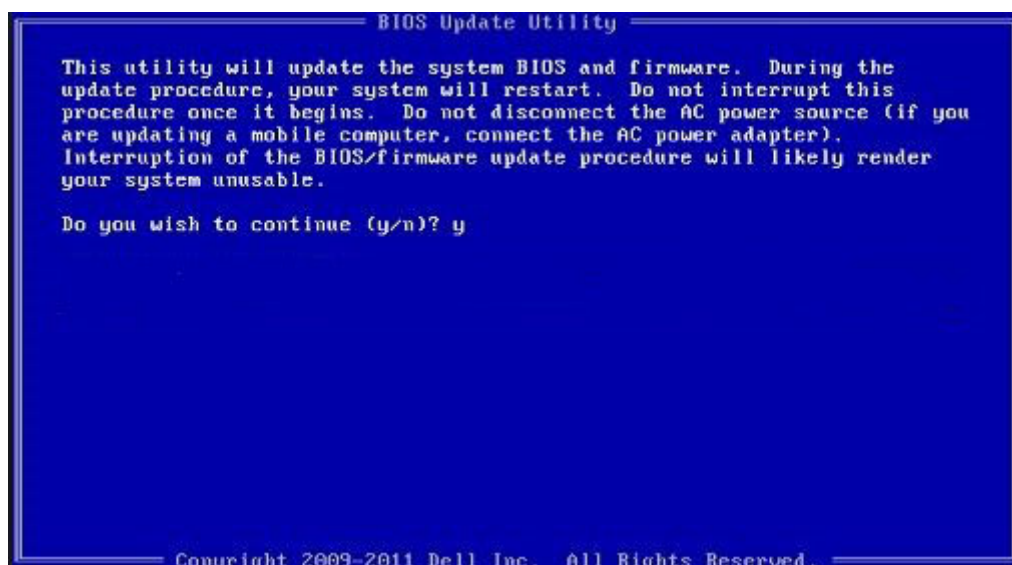 BIOS Update Utility
This utility will update the system BIOS and firmware. During the
update procedure, your system will restart. Do not interrupt this
procedure once it begins. Do not disconnect the AC power source (if you
are updating a mobile computer, connect the AC power adapter).
Interruption of the BIOS/firmware update procedure will likely render
your system unusable.
Do you wish to continue (y/n)? y
Copyright 2009-2011 Dell Inc. All Rights Reserved.